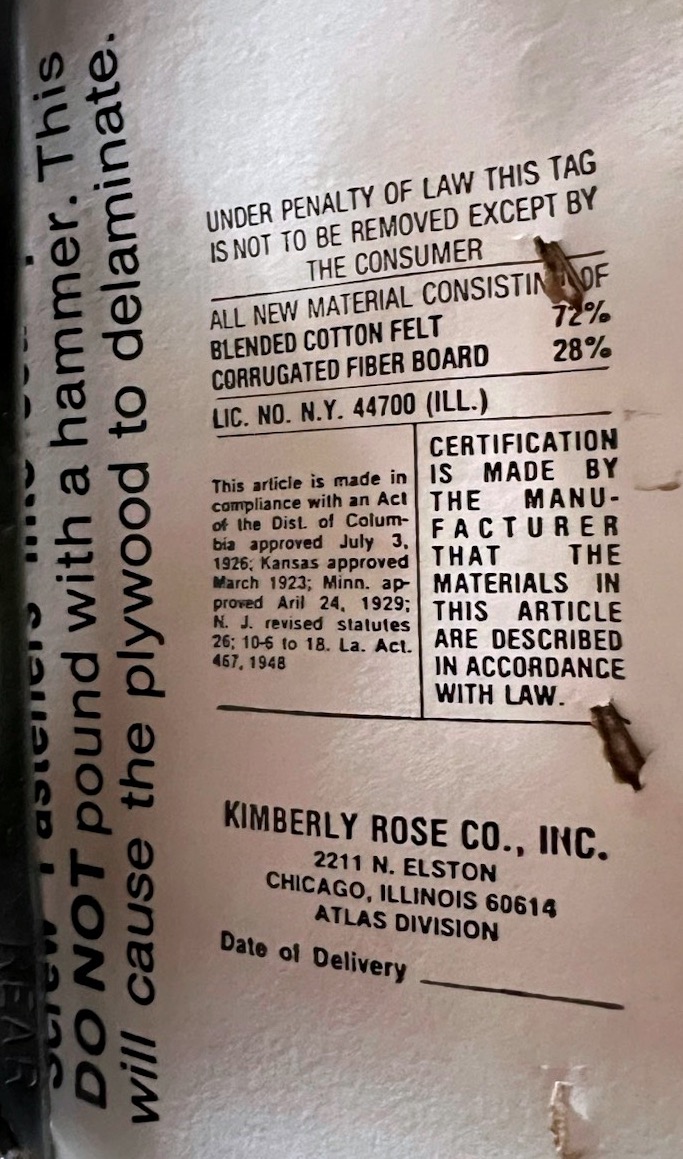 UNDER PENALTY OF LAW THIS TAG
IS NOT TO BE REMOVED EXCEPT BY
THE CONSUMER
ALL NEW MATERIAL CONSISTING OF
BLENDED COTTON FELT 72%
CORRUGATED FIBER BOARD 28%
LIC. NO. N.Y. 44700 (ILL.)
This article is made in
compliance with an Act
of the Dist. of Colum-
bia approved July 3,
1926; Kansas approved
March 1923; Minn. ap-
proved Aril 24, 1929;
N. J. revised statutes
26; 10-6 to 18. La. Act.
467, 1948
CERTIFICATION
IS MADE BY
THE MANU-
FACTURER
THAT THE
MATERIALS IN
THIS ARTICLE
ARE DESCRIBED
IN ACCORDANCE
WITH LAW.
KIMBERLY ROSE CO., INC.
2211 N. ELSTON
CHICAGO, ILLINOIS 60614
ATLAS DIVISION
Date of Delivery
DO NOT pound with a hammer. This
will cause the plywood to delaminate.